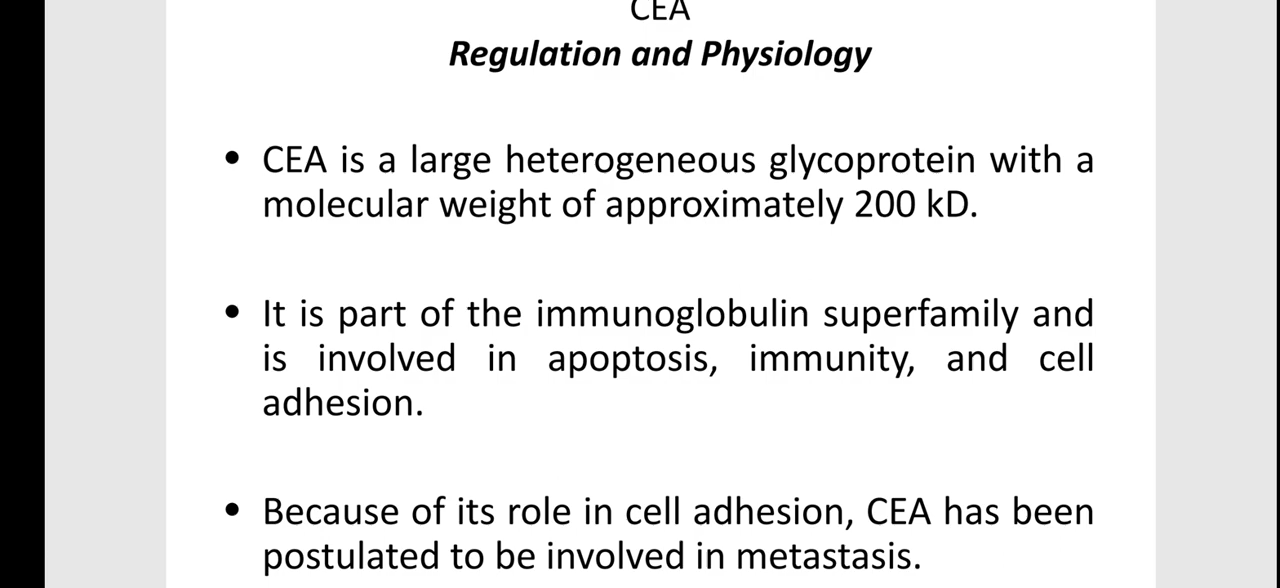 CEA
Regulation and Physiology
• CEA is a large heterogeneous glycoprotein with a
molecular weight of approximately 200 kD.
• It is part of the immunoglobulin superfamily and
is involved in apoptosis, immunity, and cell
adhesion.
• Because of its role in cell adhesion, CEA has been
postulated to be involved in metastasis.